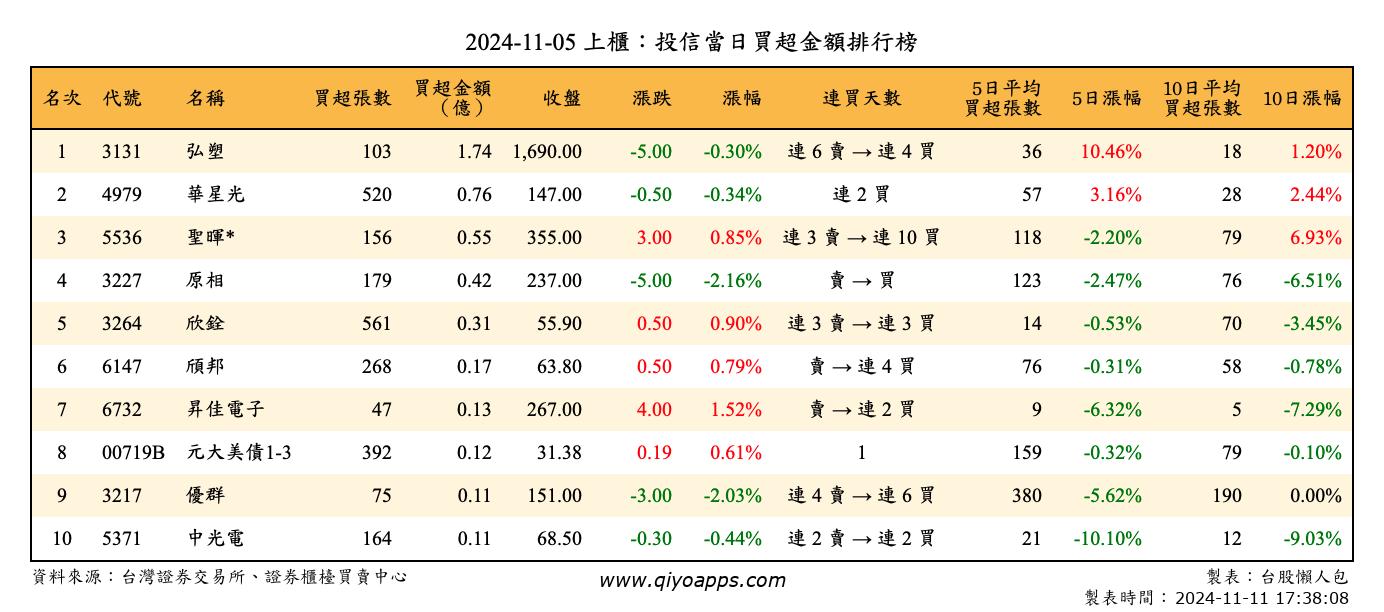 2024-11-05 上櫃：投信當日買超金額排行榜
名次 代號 名稱 買超張數 買超金額（億） 收盤 漲跌 漲幅 連買天數 5日平均買超張數 5日漲幅 10日平均買超張數 10日漲幅
1 3131 弘塑 103 1.74 1,690.00 -5.00 -0.30% 連 6 賣 → 連 4 買 36 10.46% 18 1.20%
2 4979 華星光 520 0.76 147.00 -0.50 -0.34% 連 2 買 57 3.16% 28 2.44%
3 5536 聖暉* 156 0.55 355.00 3.00 0.85% 連 3 賣 → 連 10 買 118 -2.20% 79 6.93%
4 3227 原相 179 0.42 237.00 -5.00 -2.16% 賣 → 買 123 -2.47% 76 -6.51%
5 3264 欣銓 561 0.31 55.90 0.50 0.90% 連 3 賣 → 連 3 買 14 -0.53% 70 -3.45%
6 6147 頎邦 268 0.17 63.80 0.50 0.79% 賣 → 連 4 買 76 -0.31% 58 -0.78%
7 6732 昇佳電子 47 0.13 267.00 4.00 1.52% 賣 → 連 2 買 9 -6.32% 5 -7.29%
8 00719B 元大美債1-3 392 0.12 31.38 0.19 0.61% 1 159 -0.32% 79 -0.10%
9 3217 優群 75 0.11 151.00 -3.00 -2.03% 連 4 賣 → 連 6 買 380 -5.62% 190 0.00%
10 5371 中光電 164 0.11 68.50 -0.30 -0.44% 連 2 賣 → 連 2 買 21 -10.10% 12 -9.03%
資料來源：台灣證券交易所、證券櫃檯買賣中心 www.qiyoapps.com 製表：台股懶人包
製表時間：2024-11-11 17:38:08